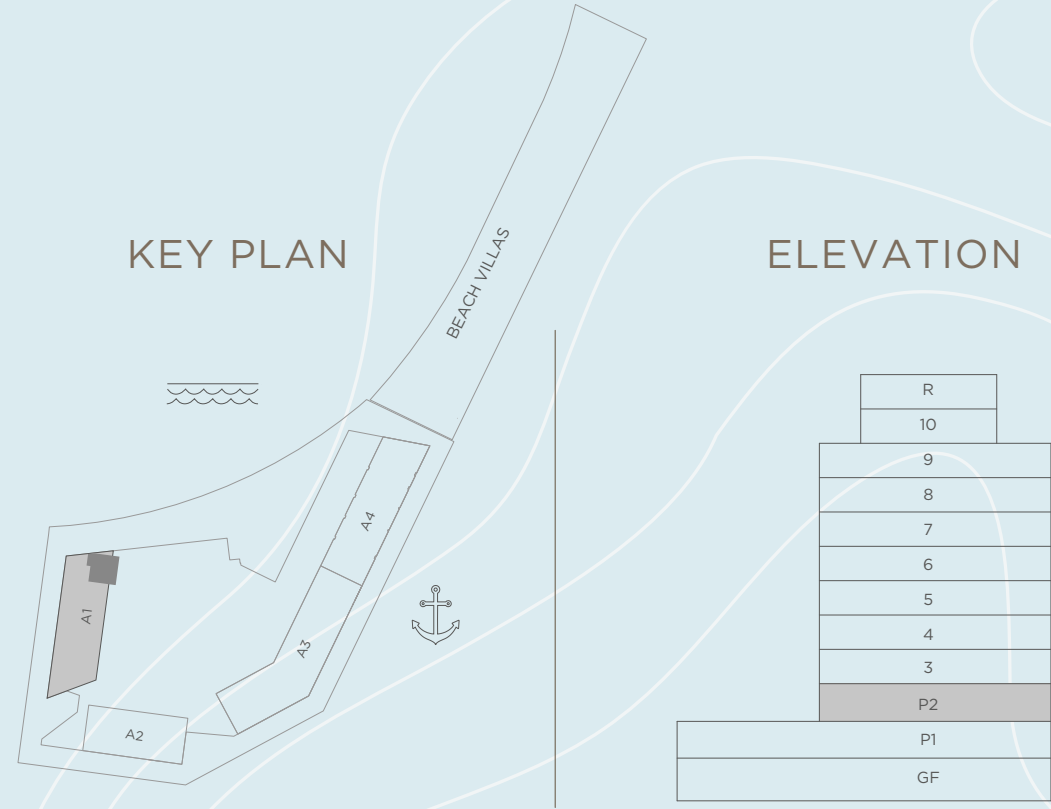 KEY PLAN
BEACH VILLAS
A4
A3
A1
A2
ELEVATION
R
10
9
8
7
6
5
4
3
P2
P1
GF